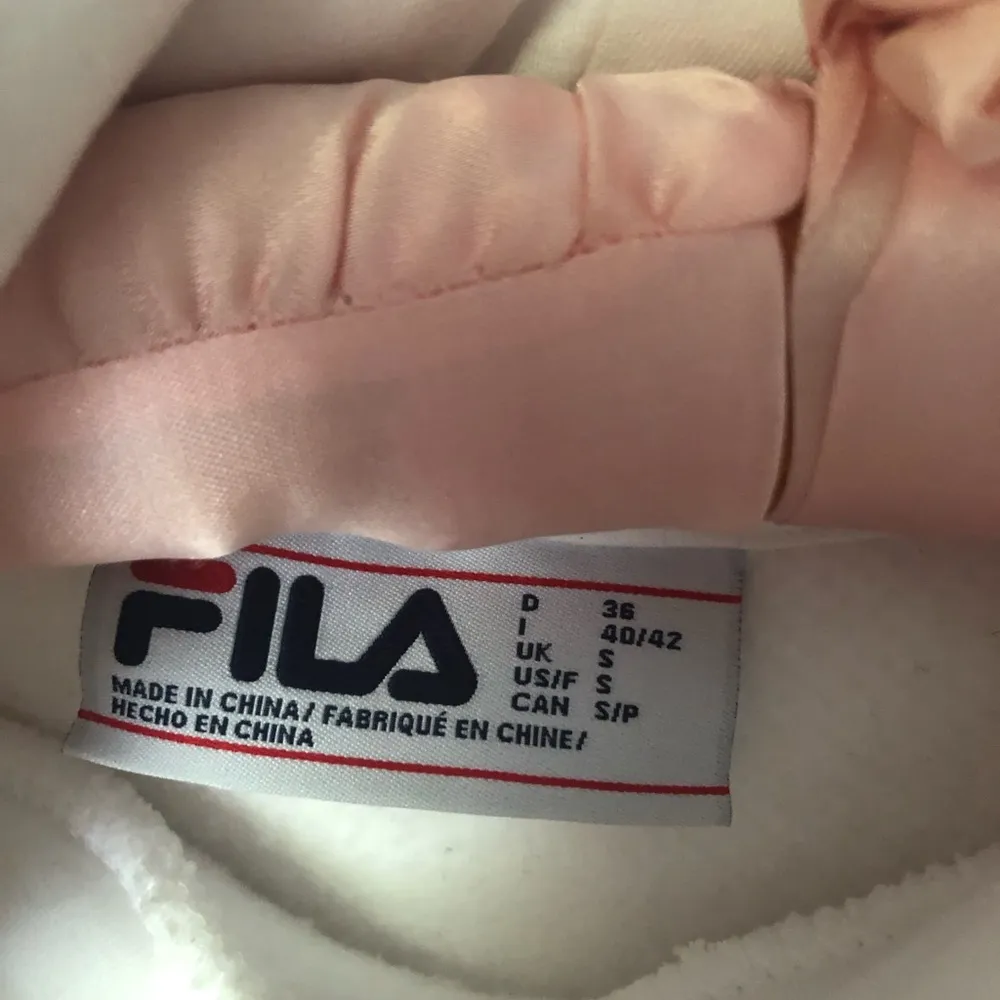 FILA
D 36
I 40/42
UK S
US/F S
CAN S/P
MADE IN CHINA/ FABRIQUÉ EN CHINE/
HECHO EN CHINA